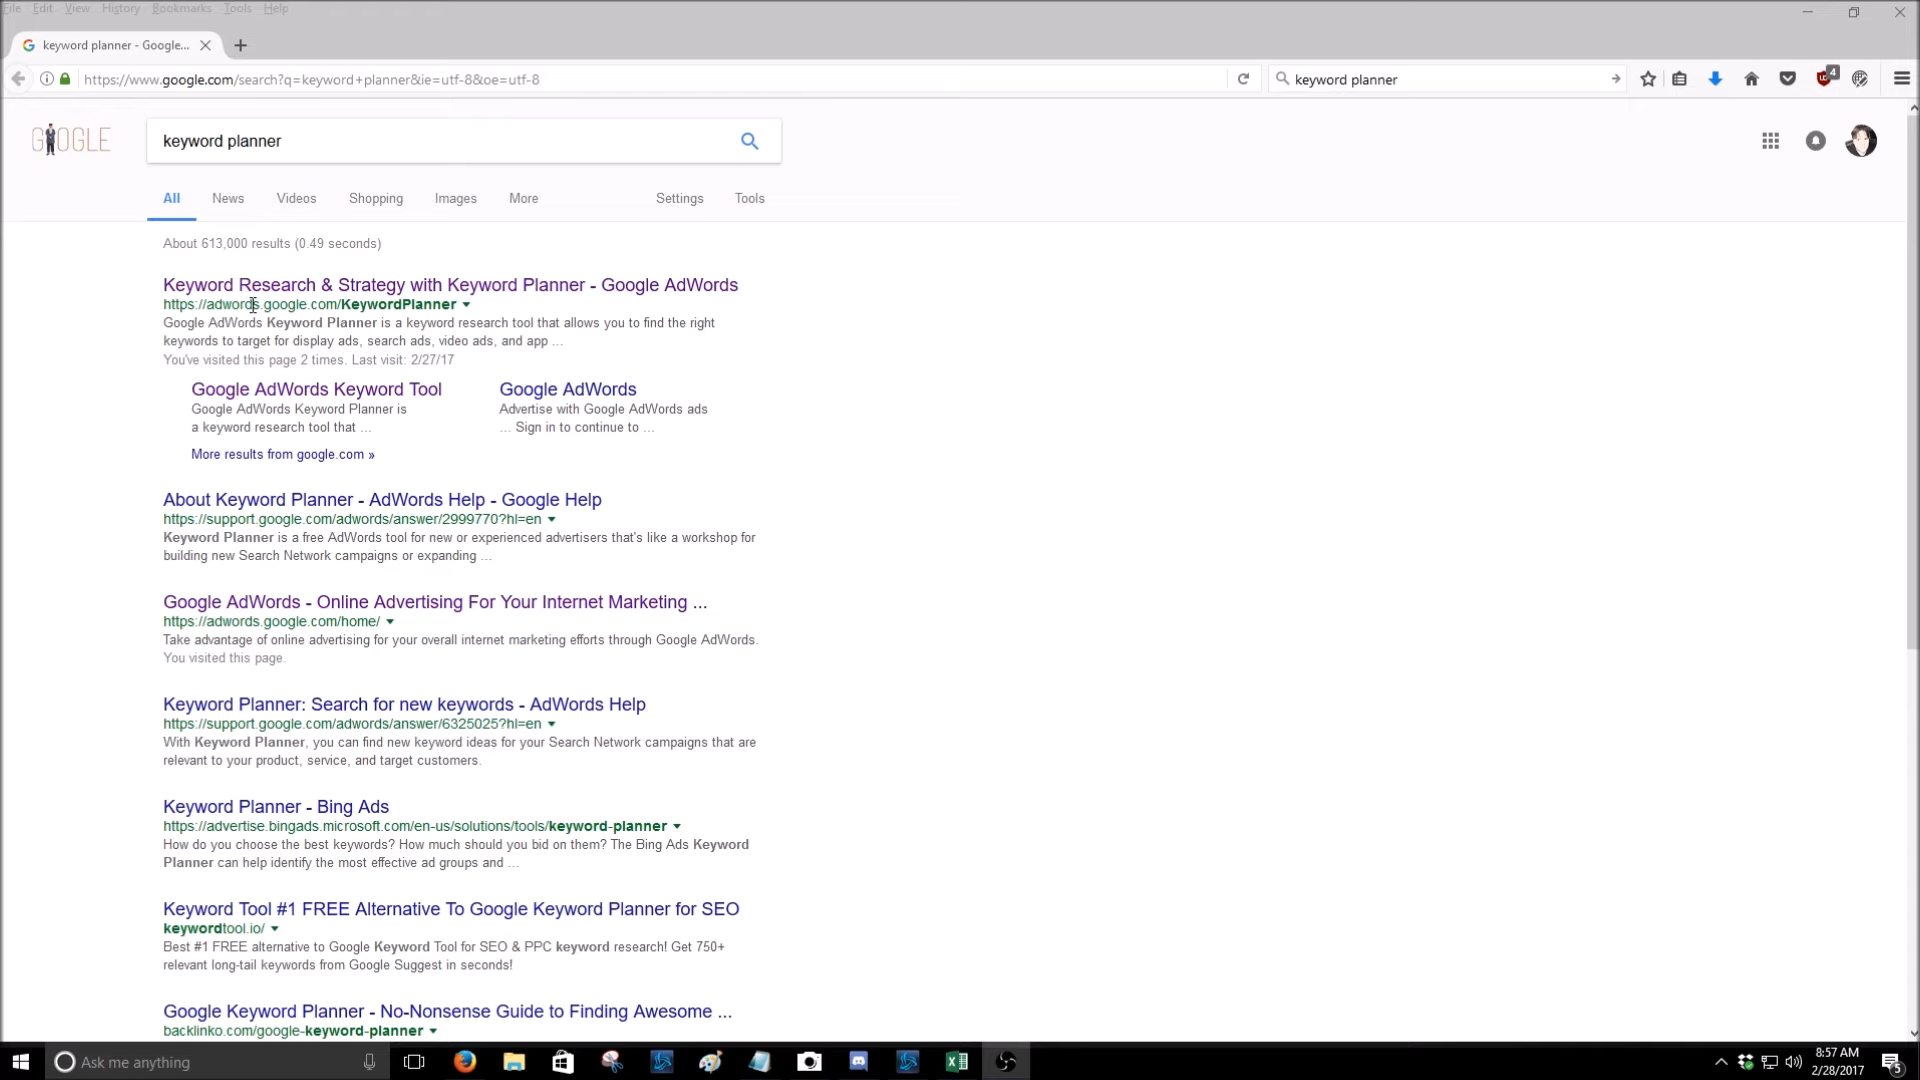 File Edit View History Bookmarks Tools Help
keyword planner - Google...
https://www.google.com/search?q=keyword+planner&ie=utf-8&oe=utf-8
keyword planner
4
GOOGLE
keyword planner
All News Videos Shopping Images More Settings Tools
About 613,000 results (0.49 seconds)
Keyword Research & Strategy with Keyword Planner - Google AdWords
https://adwords.google.com/KeywordPlanner
Google AdWords Keyword Planner is a keyword research tool that allows you to find the right
keywords to target for display ads, search ads, video ads, and app ...
You've visited this page 2 times. Last visit: 2/27/17
Google AdWords Keyword Tool
Google AdWords Keyword Planner is
a keyword research tool that ...
Google AdWords
Advertise with Google AdWords ads
... Sign in to continue to ...
More results from google.com »
About Keyword Planner - AdWords Help - Google Help
https://support.google.com/adwords/answer/2999770?hl=en
Keyword Planner is a free AdWords tool for new or experienced advertisers that's like a workshop for
building new Search Network campaigns or expanding ...
Google AdWords - Online Advertising For Your Internet Marketing ...
https://adwords.google.com/home/
Take advantage of online advertising for your overall internet marketing efforts through Google AdWords.
You visited this page.
Keyword Planner: Search for new keywords - AdWords Help
https://support.google.com/adwords/answer/6325025?hl=en
With Keyword Planner, you can find new keyword ideas for your Search Network campaigns that are
relevant to your product, service, and target customers.
Keyword Planner - Bing Ads
https://advertise.bingads.microsoft.com/en-us/solutions/tools/keyword-planner
How do you choose the best keywords? How much should you bid on them? The Bing Ads Keyword
Planner can help identify the most effective ad groups and ...
Keyword Tool #1 FREE Alternative To Google Keyword Planner for SEO
keywordtool.io/
Best #1 FREE alternative to Google Keyword Tool for SEO & PPC keyword research! Get 750+
relevant long-tail keywords from Google Suggest in seconds!
Google Keyword Planner - No-Nonsense Guide to Finding Awesome ...
backlinko.com/google-keyword-planner
Ask me anything
8:57 AM
2/28/2017
5